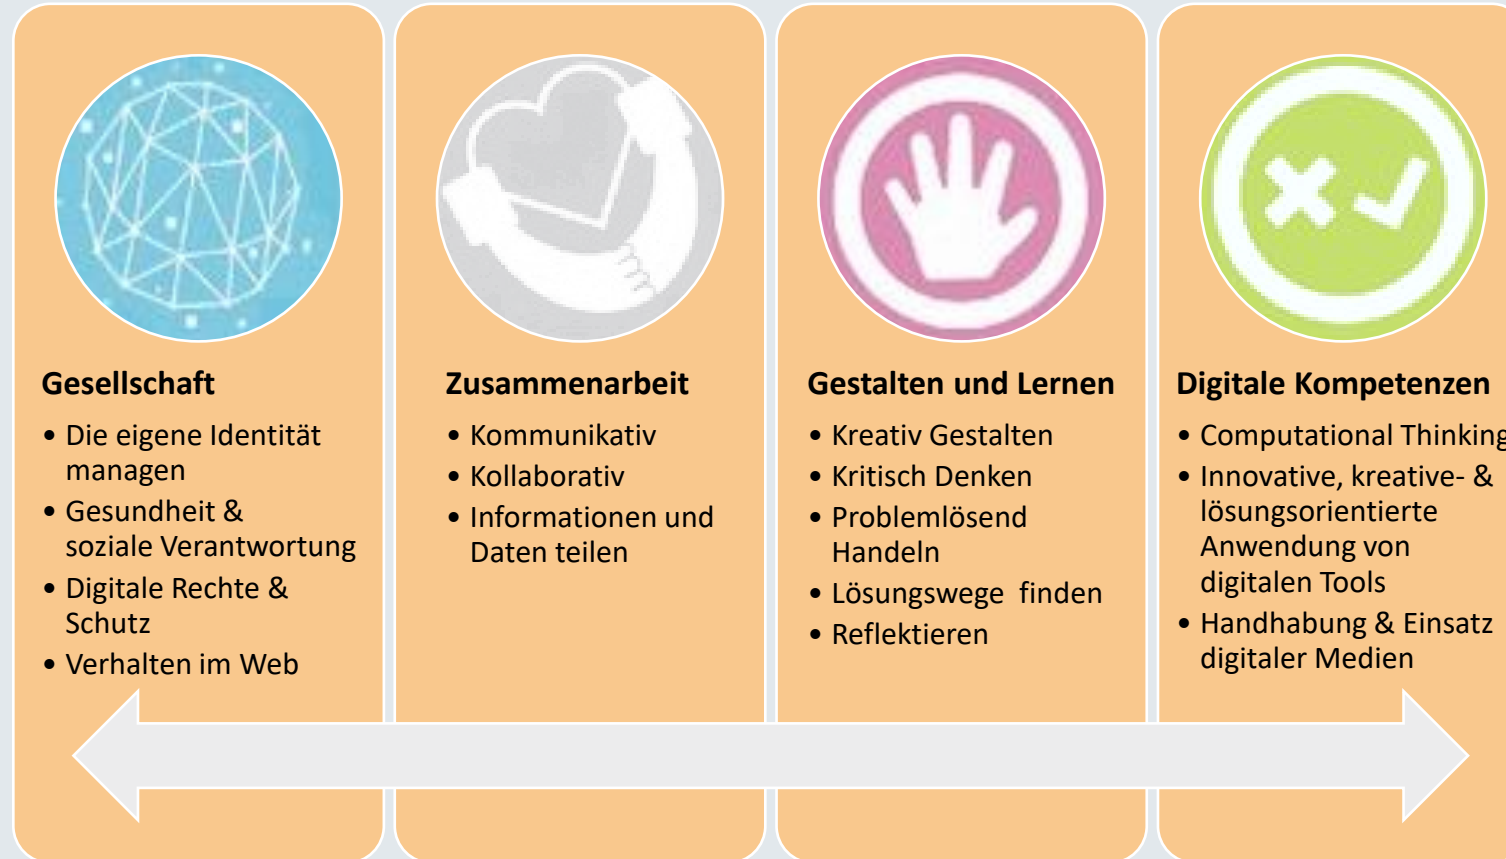 Gesellschaft
• Die eigene Identität
managen
• Gesundheit &
soziale Verantwortung
• Digitale Rechte &
Schutz
• Verhalten im Web
Zusammenarbeit
• Kommunikativ
• Kollaborativ
• Informationen und
Daten teilen
Gestalten und Lernen
• Kreativ Gestalten
• Kritisch Denken
• Problemlösend
Handeln
• Lösungswege  finden
• Reflektieren
Digitale Kompetenzen
• Computational Thinking
• Innovative, kreative- &
lösungsorientierte
Anwendung von
digitalen Tools
• Handhabung & Einsatz
digitaler Medien